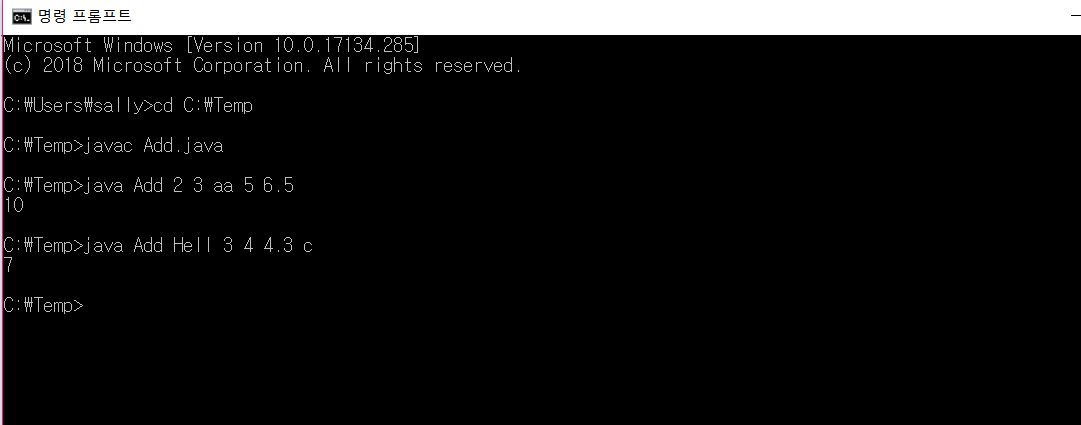 명령 프롬프트
Microsoft Windows [Version 10.0.17134.285]
(c) 2018 Microsoft Corporation. All rights reserved.
C:₩Users₩sally>cd C:₩Temp
C:₩Temp>javac Add.java
C:₩Temp>java Add 2 3 aa 5 6.5
10
C:₩Temp>java Add Hell 3 4 4.3 c
7
C:₩Temp>